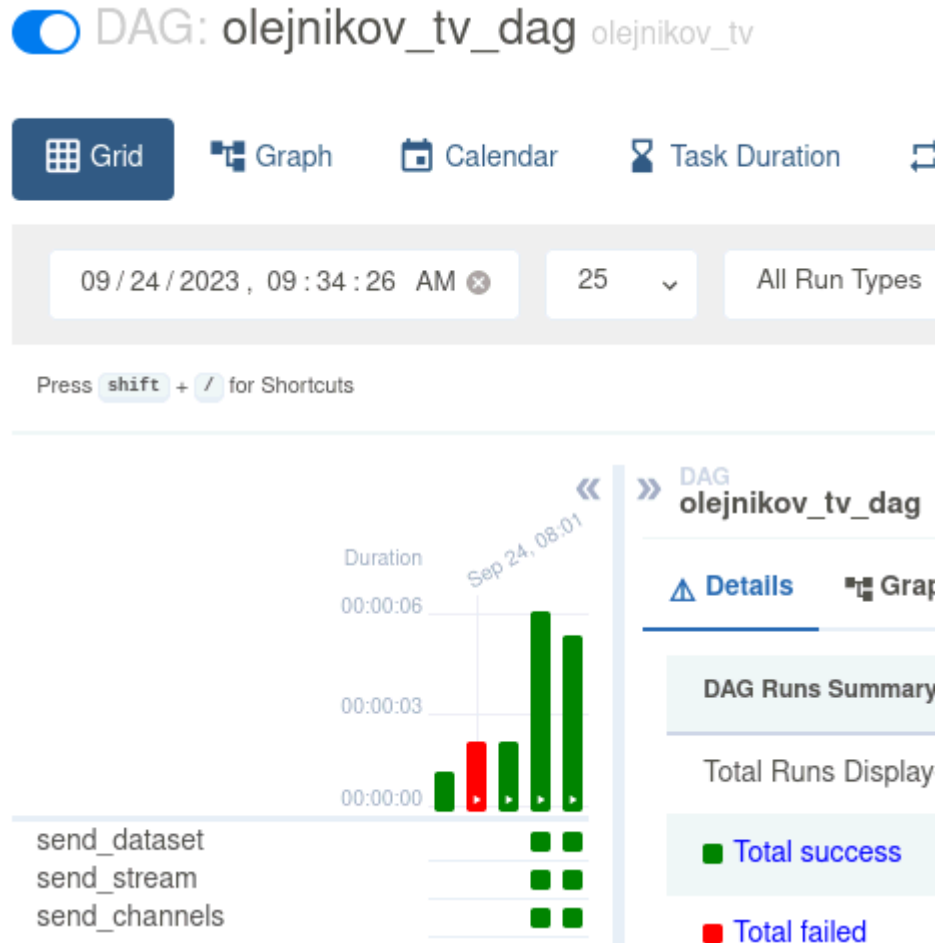 DAG: olejnikov_tv_dag olejnikov_tv
Grid Graph Calendar Task Duration
09/24/2023, 09:34:26 AM 25 All Run Types
Press shift + / for Shortcuts
DAG
olejnikov_tv_dag
Sep 24, 08:01
Duration
00:00:06
00:00:03
00:00:00
send_dataset
send_stream
send_channels
Details Grap
DAG Runs Summary
Total Runs Display
Total success
Total failed